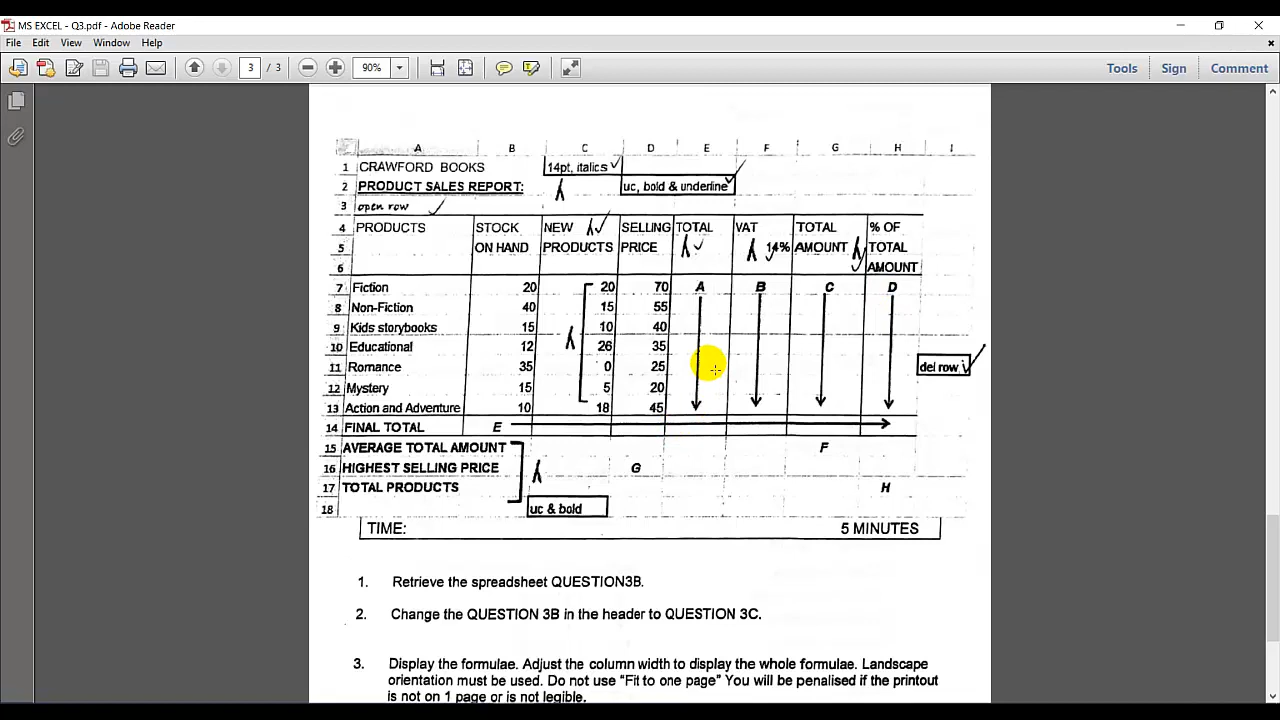 MS EXCEL - Q3.pdf - Adobe Reader
File Edit View Window Help
3 / 3 90% Tools Sign Comment
A B C D E F G H I
1 CRAWFORD BOOKS 14pt, italics
2 PRODUCT SALES REPORT: uc, bold & underline
3 open row
4 PRODUCTS STOCK NEW SELLING TOTAL VAT TOTAL % OF
5 ON HAND PRODUCTS PRICE 14% AMOUNT TOTAL
6 AMOUNT
7 Fiction 20 20 70 A B C D
8 Non-Fiction 40 15 55
9 Kids storybooks 15 10 40
10 Educational 12 26 35
11 Romance 35 0 25 del row
12 Mystery 15 5 20
13 Action and Adventure 10 18 45
14 FINAL TOTAL E
15 AVERAGE TOTAL AMOUNT F
16 HIGHEST SELLING PRICE G
17 TOTAL PRODUCTS H
18 uc & bold
TIME: 5 MINUTES
1. Retrieve the spreadsheet QUESTION3B.
2. Change the QUESTION 3B in the header to QUESTION 3C.
3. Display the formulae. Adjust the column width to display the whole formulae. Landscape
orientation must be used. Do not use "Fit to one page" You will be penalised if the printout
is not on 1 page or is not legible.